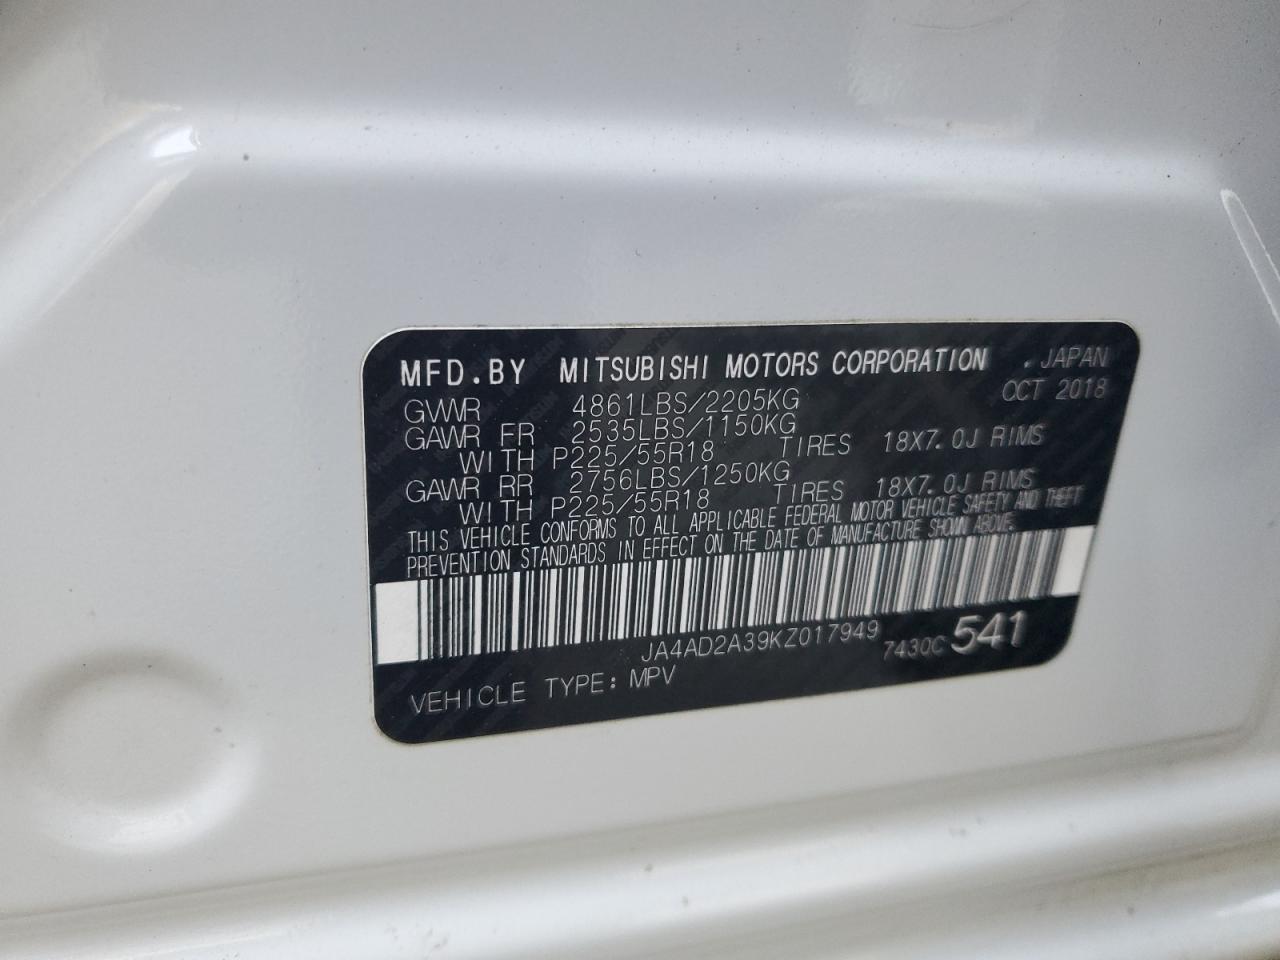 MFD.BY MITSUBISHI MOTORS CORPORATION . JAPAN
OCT 2018
GVWR 4861LBS/2205KG
GAWR FR 2535LBS/1150KG
WITH P225/55R18 TIRES 18X7.0J RIMS
GAWR RR 2756LBS/1250KG
WITH P225/55R18 TIRES 18X7.0J RIMS
THIS VEHICLE CONFORMS TO ALL APPLICABLE FEDERAL MOTOR VEHICLE SAFETY AND THEFT
PREVENTION STANDARDS IN EFFECT ON THE DATE OF MANUFACTURE SHOWN ABOVE.
JA4AD2A39KZ017949 7430C 541
VEHICLE TYPE: MPV